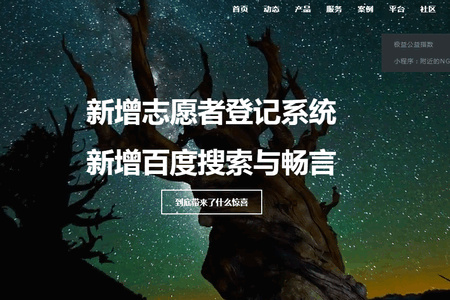 首页 动态 产品 服务 案例 平台 社区
极益公益捐款
小程序：附近的NG
新增志愿者登记系统
新增百度搜索与畅言
到底带来了什么惊喜